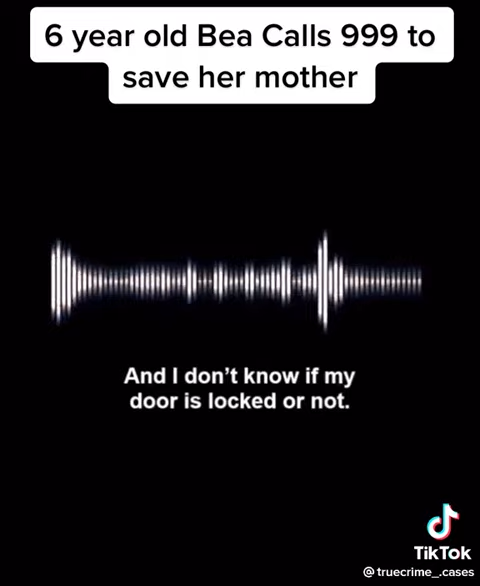 6 year old Bea Calls 999 to
save her mother
And I don’t know if my
door is locked or not.
TikTok
@truecrime_.cases